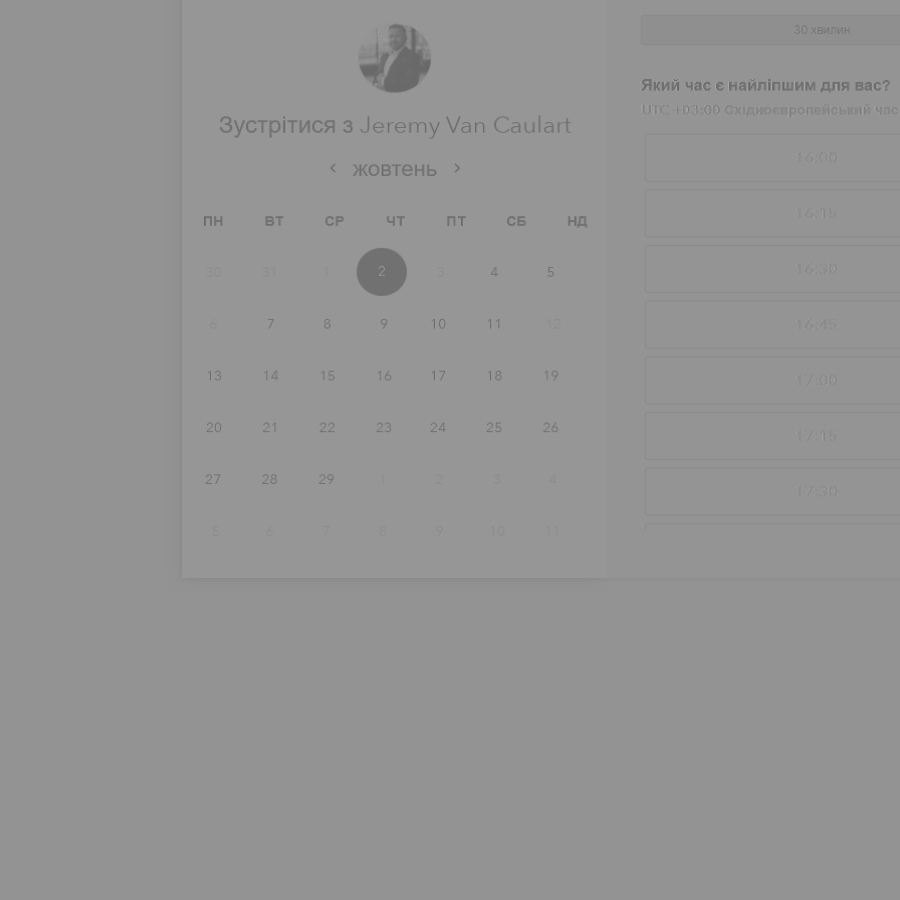 Зустрітися з Jeremy Van Caulart
жовтень
ПН ВТ СР ЧТ ПТ СБ НД
30 31 1 2 3 4 5
6 7 8 9 10 11 12
13 14 15 16 17 18 19
20 21 22 23 24 25 26
27 28 29 1 2 3 4
5 6 7 8 9 10 11
30 хвилин
Який час є найліпшим для вас?
UTC +03:00 Східноєвропейський час
16:00
16:15
16:30
16:45
17:00
17:15
17:30